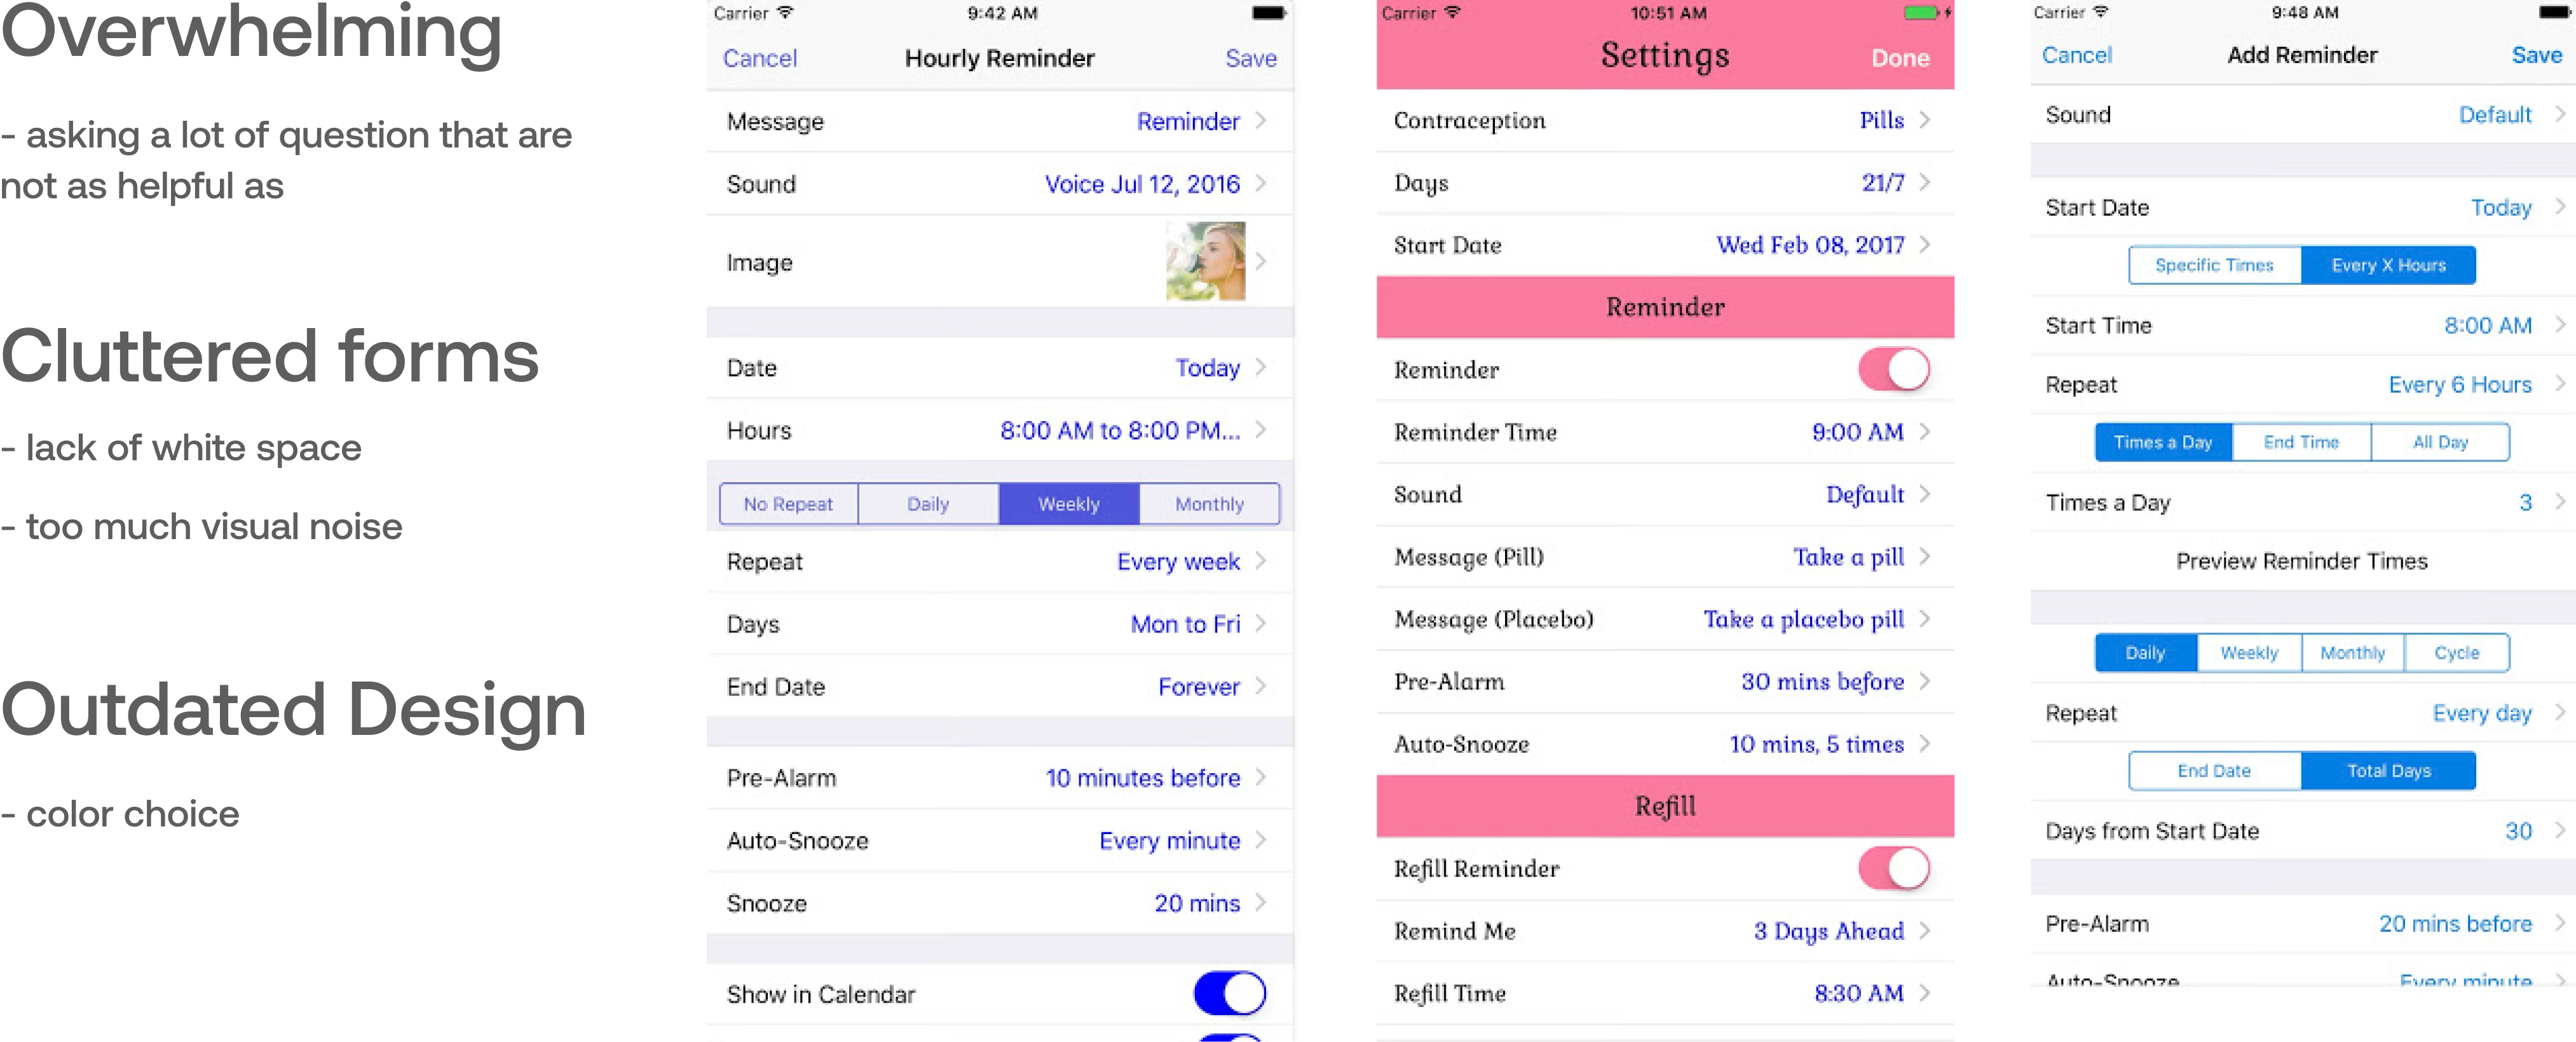 Overwhelming
- asking a lot of question that are
not as helpful as
Cluttered forms
- lack of white space
- too much visual noise
Outdated Design
- color choice
Carrier 9:42 AM
Cancel Hourly Reminder Save
Message Reminder
Sound Voice Jul 12, 2016
Image
Date Today
Hours 8:00 AM to 8:00 PM...
No Repeat Daily Weekly Monthly
Repeat Every week
Days Mon to Fri
End Date Forever
Pre-Alarm 10 minutes before
Auto-Snooze Every minute
Snooze 20 mins
Show in Calendar
Carrier 10:51 AM
Settings Done
Contraception Pills
Days 21/7
Start Date Wed Feb 08, 2017
Reminder
Reminder
Reminder Time 9:00 AM
Sound Default
Message (Pill) Take a pill
Message (Placebo) Take a placebo pill
Pre-Alarm 30 mins before
Auto-Snooze 10 mins, 5 times
Refill
Refill Reminder
Remind Me 3 Days Ahead
Refill Time 8:30 AM
Carrier 9:48 AM
Cancel Add Reminder Save
Sound Default
Start Date Today
Specific Times Every X Hours
Start Time 8:00 AM
Repeat Every 6 Hours
Times a Day End Time All Day
Times a Day 3
Preview Reminder Times
Daily Weekly Monthly Cycle
Repeat Every day
End Date Total Days
Days from Start Date 30
Pre-Alarm 20 mins before
Auto-Snooze Every minute